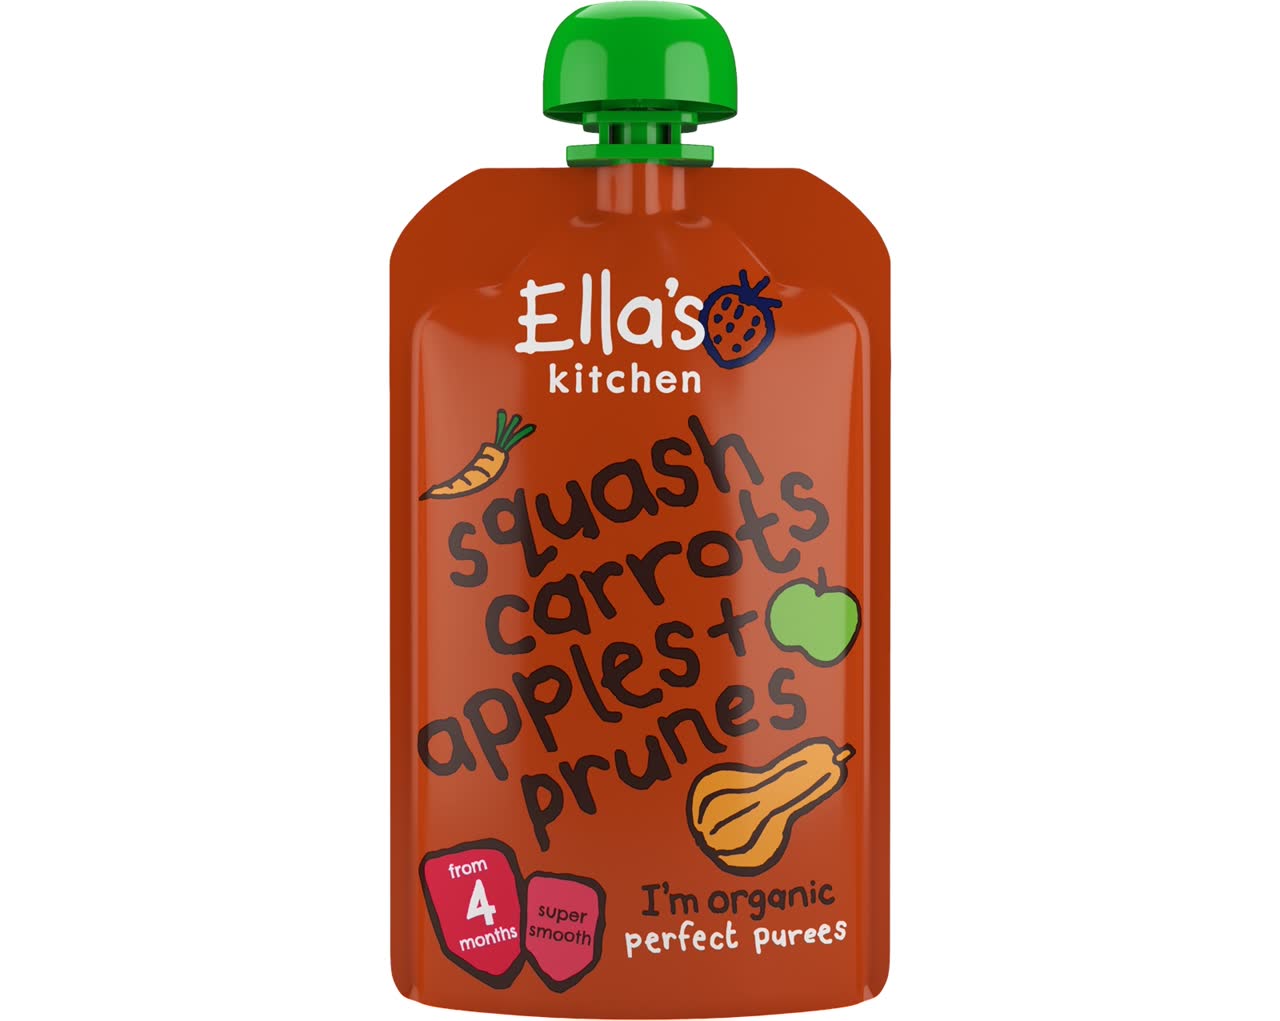 Ella's
kitchen
squash
carrots
apples +
prunes
from
4
months
super
smooth
I'm organic
perfect purees